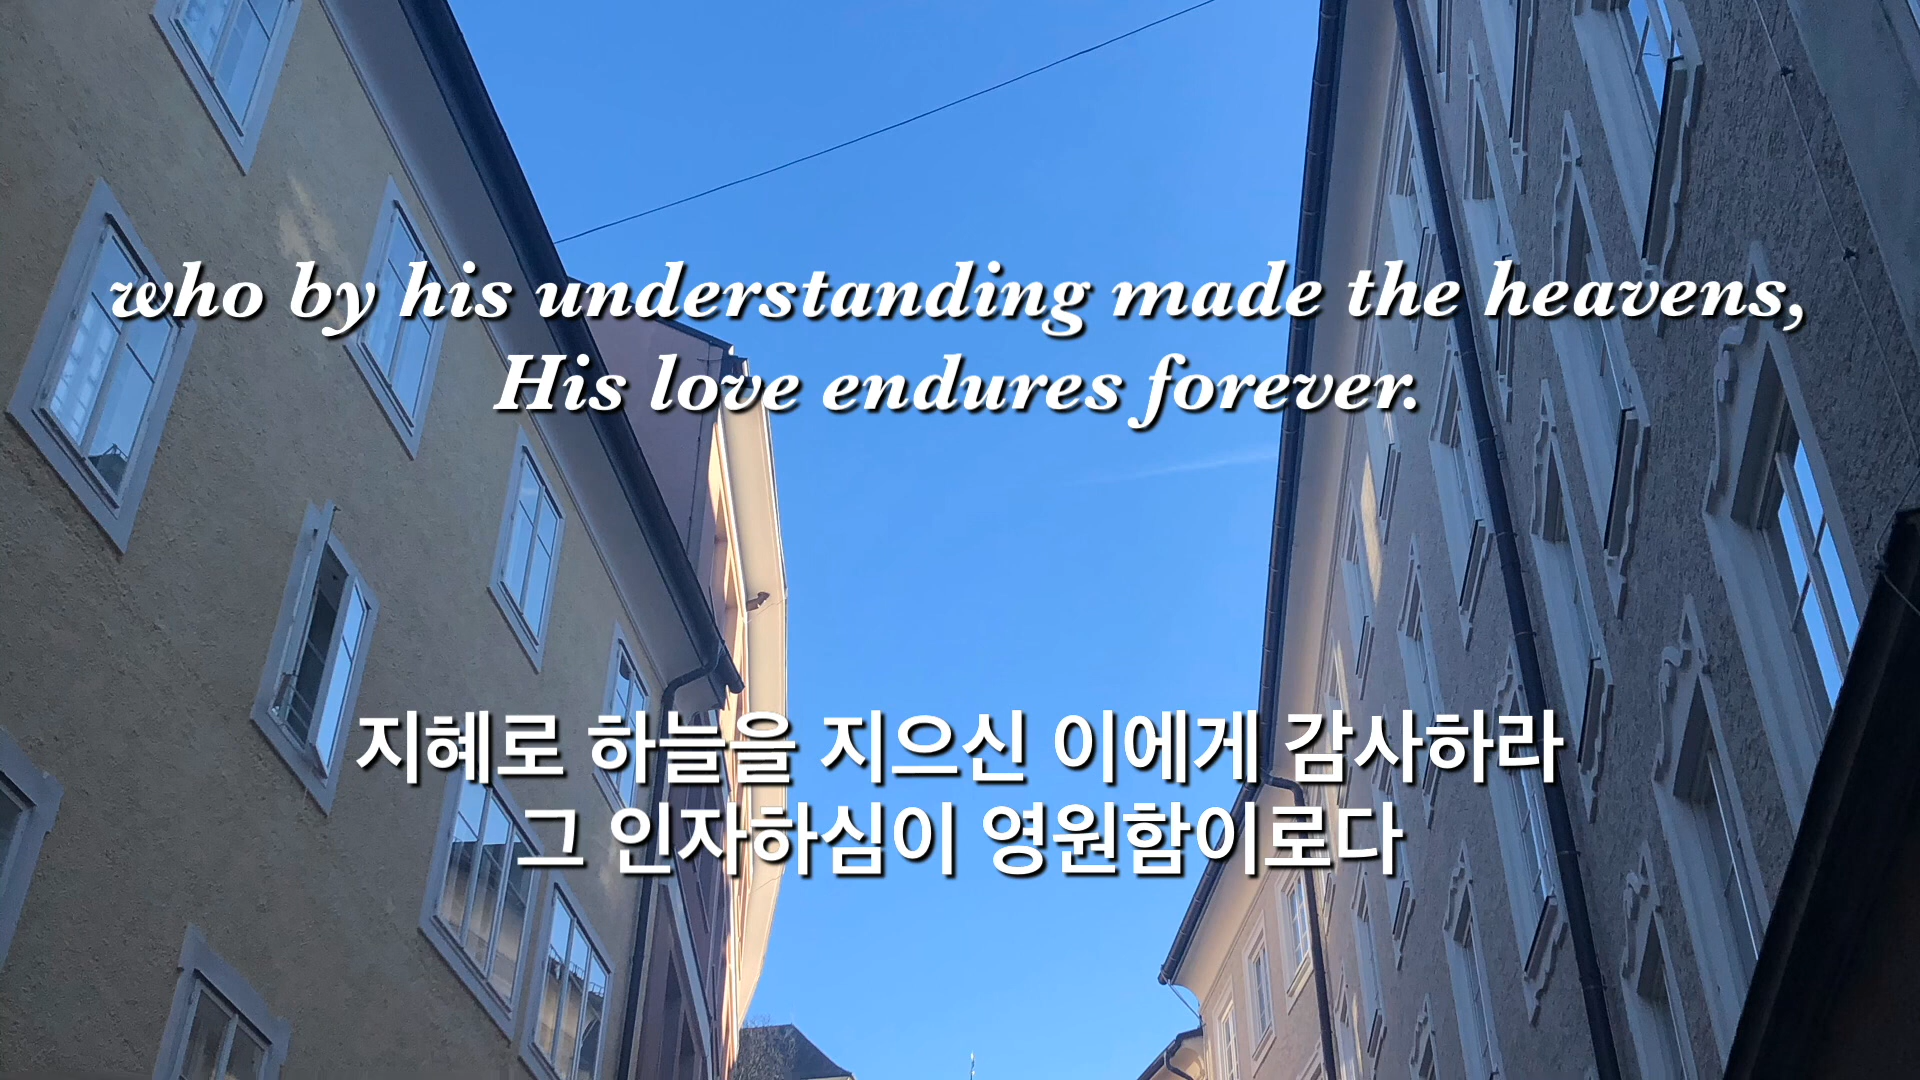 who by his understanding made the heavens,
His love endures forever.
지혜로 하늘을 지으신 이에게 감사하라
그 인자하심이 영원함이로다